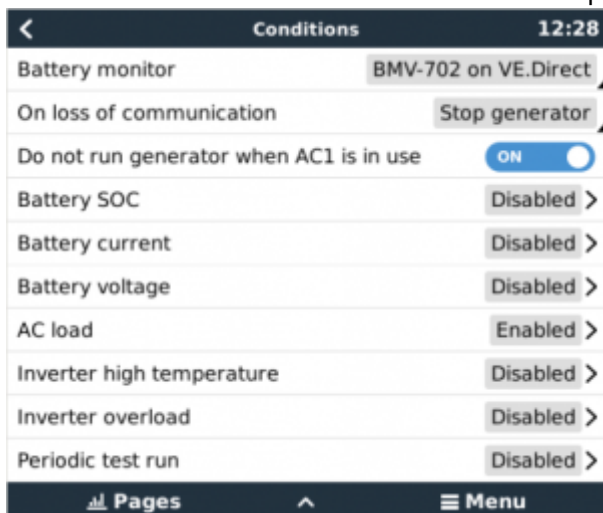 Conditions 12:28
Battery monitor BMV-702 on VE.Direct
On loss of communication Stop generator
Do not run generator when AC1 is in use ON
Battery SOC Disabled
Battery current Disabled
Battery voltage Disabled
AC load Enabled
Inverter high temperature Disabled
Inverter overload Disabled
Periodic test run Disabled
Pages Menu